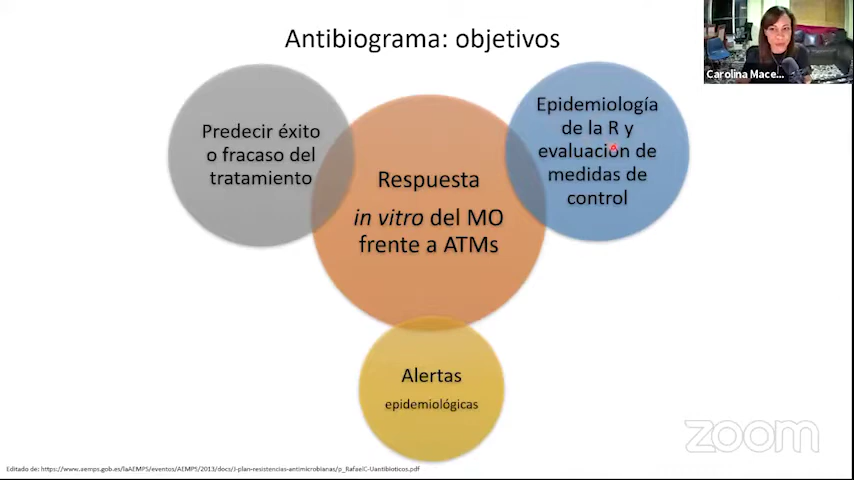 Antibiograma: objetivos
Carolina Mace...
Predecir éxito
o fracaso del
tratamiento
Respuesta
in vitro del MO
frente a ATMs
Epidemiología
de la R y
evaluación de
medidas de
control
Alertas
epidemiológicas
zoom
Editado de: https://www.aemps.gob.es/laAEMPS/eventos/AEMPS/2013/docs/J-plan-resistencias-antimicrobianas/p_RafaelC-Uantibioticos.pdf